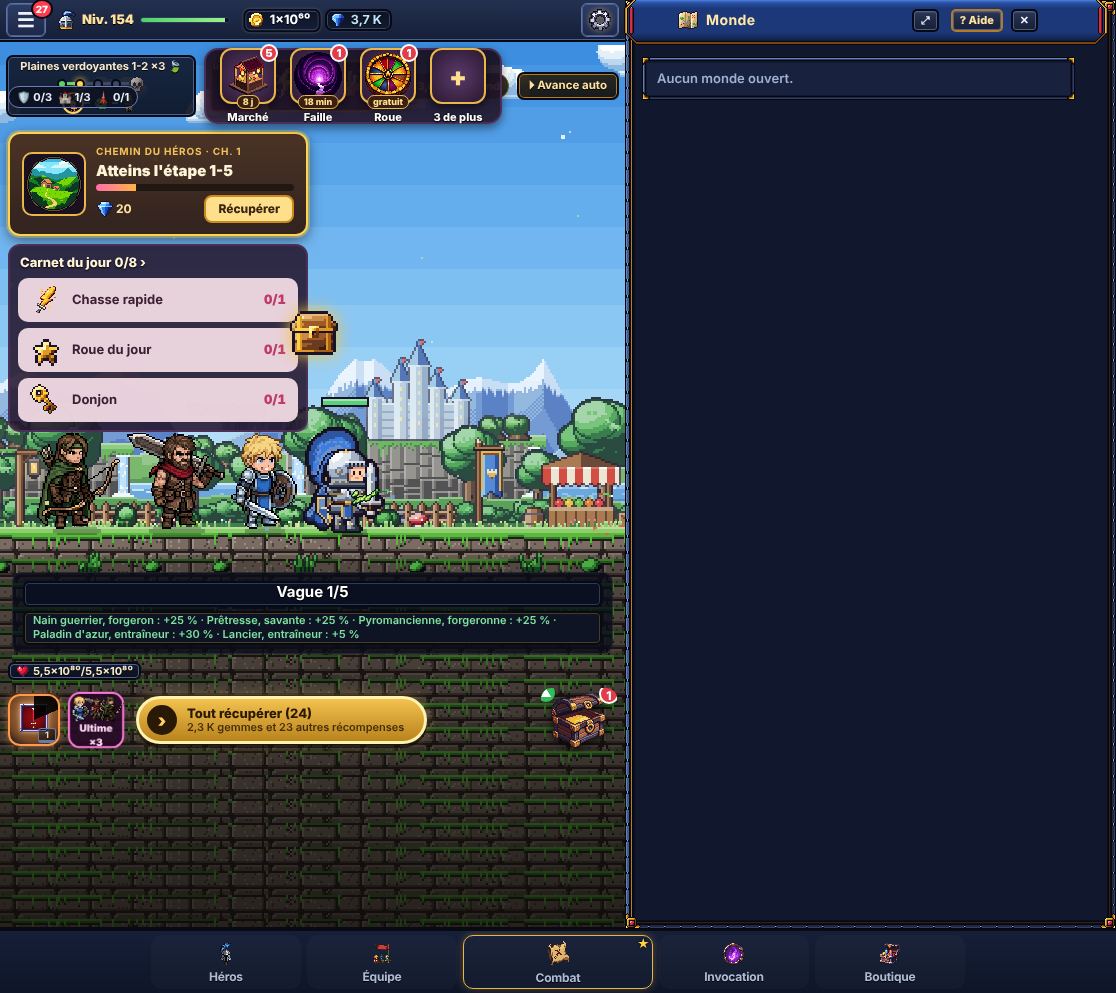 27
Niv. 154
1×10⁶⁰
3,7 K
Monde
? Aide
Plaines verdoyantes 1-2 ×3
0/3 1/3 0/1
5
8 j
Marché
1
18 min
Faille
1
gratuit
Roue
3 de plus
Avance auto
Aucun monde ouvert.
CHEMIN DU HÉROS · CH. 1
Atteins l'étape 1-5
20
Récupérer
Carnet du jour 0/8 ›
Chasse rapide 0/1
Roue du jour 0/1
Donjon 0/1
Vague 1/5
Nain guerrier, forgeron : +25 % · Prêtresse, savante : +25 % · Pyromancienne, forgeronne : +25 % ·
Paladin d'azur, entraîneur : +30 % · Lancier, entraîneur : +5 %
5,5×10⁸⁰/5,5×10⁸⁰
1
Ultime
×3
Tout récupérer (24)
2,3 K gemmes et 23 autres récompenses
1
Héros
Équipe
Combat
Invocation
Boutique